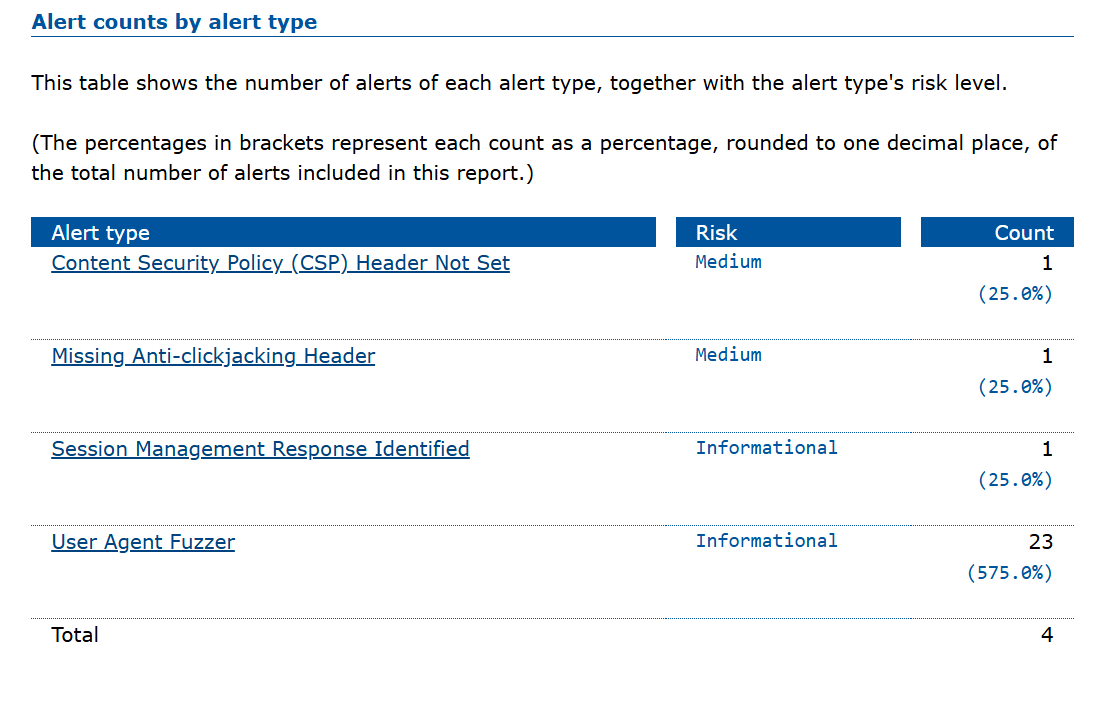 Alert counts by alert type
This table shows the number of alerts of each alert type, together with the alert type's risk level.
(The percentages in brackets represent each count as a percentage, rounded to one decimal place, of
the total number of alerts included in this report.)
Alert type Risk Count
Content Security Policy (CSP) Header Not Set Medium 1
(25.0%)
Missing Anti-clickjacking Header Medium 1
(25.0%)
Session Management Response Identified Informational 1
(25.0%)
User Agent Fuzzer Informational 23
(575.0%)
Total 4